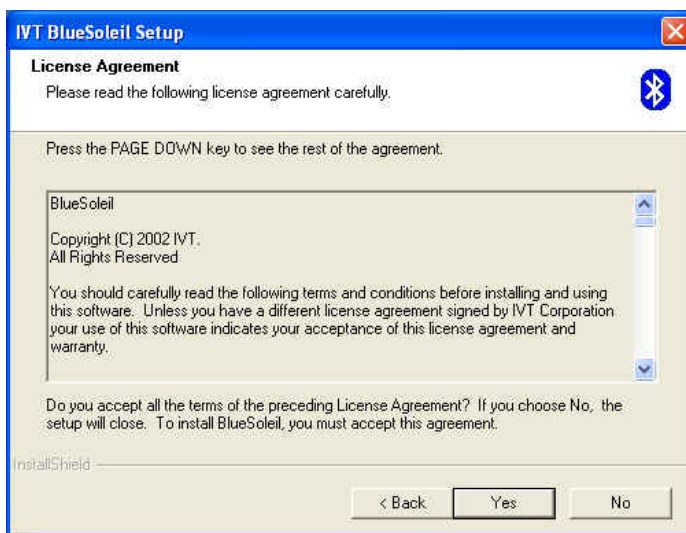 IVT BlueSoleil Setup
License Agreement
Please read the following license agreement carefully.
Press the PAGE DOWN key to see the rest of the agreement.
BlueSoleil
Copyright (C) 2002 IVT.
All Rights Reserved
You should carefully read the following terms and conditions before installing and using
this software.  Unless you have a different license agreement signed by IVT Corporation
your use of this software indicates your acceptance of this license agreement and
warranty.
Do you accept all the terms of the preceding License Agreement?  If you choose No,  the
setup will close.  To install BlueSoleil, you must accept this agreement.
InstallShield
< Back
Yes
No